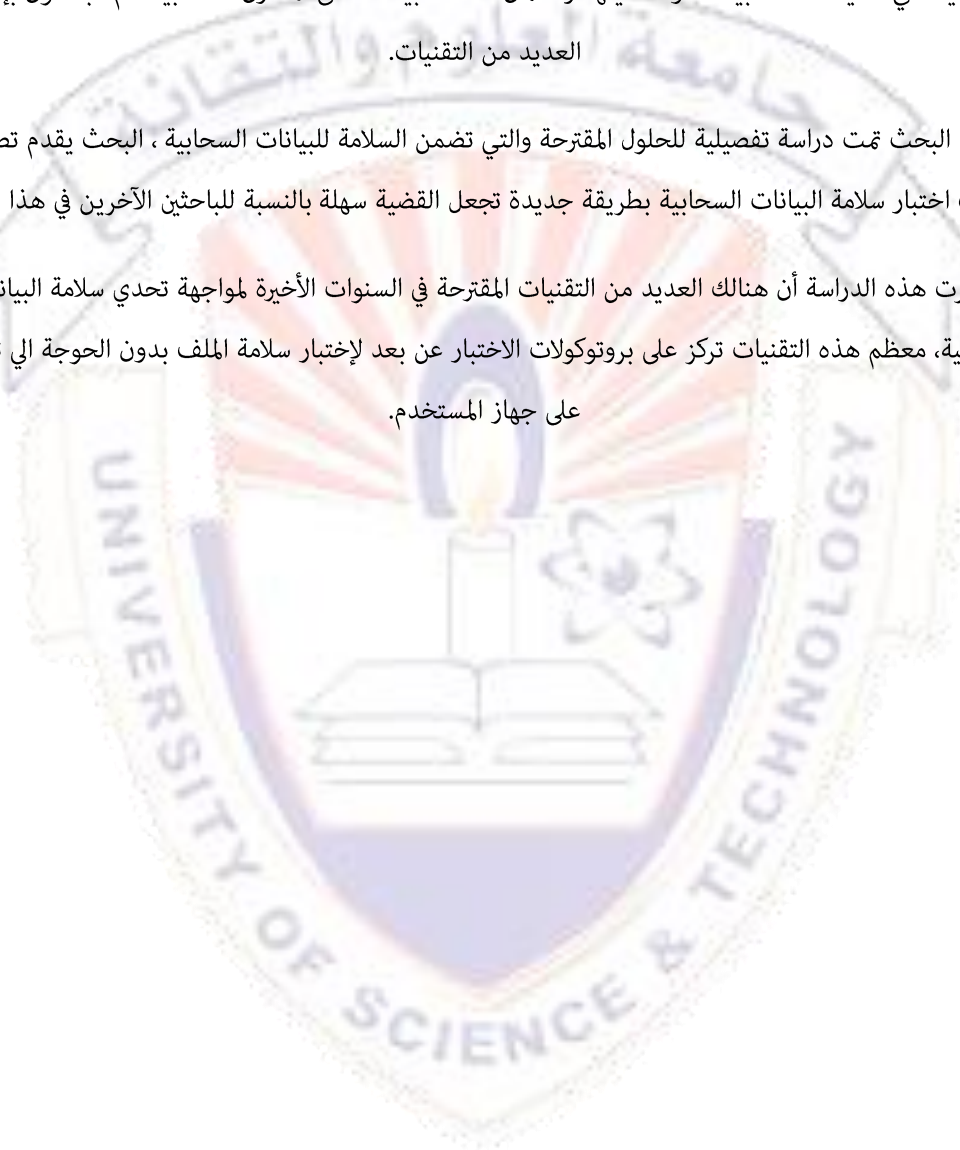 العديد من التقنيات.
البحث تمت دراسة تفصيلية للحلول المقترحة والتي تضمن السلامة للبيانات السحابية ، البحث يقدم
اختبار سلامة البيانات السحابية بطريقة جديدة تجعل القضية سهلة بالنسبة للباحثين الآخرين في هذا
هذه الدراسة أن هنالك العديد من التقنيات المقترحة في السنوات الأخيرة لمواجهة تحدي سلامة
معظم هذه التقنيات تركز على بروتوكولات الاختبار عن بعد لإختبار سلامة الملف بدون الحوجة الي
على جهاز المستخدم.
جامعة العلوم والتقانة
UNIVERSITY OF SCIENCE & TECHNOLOGY